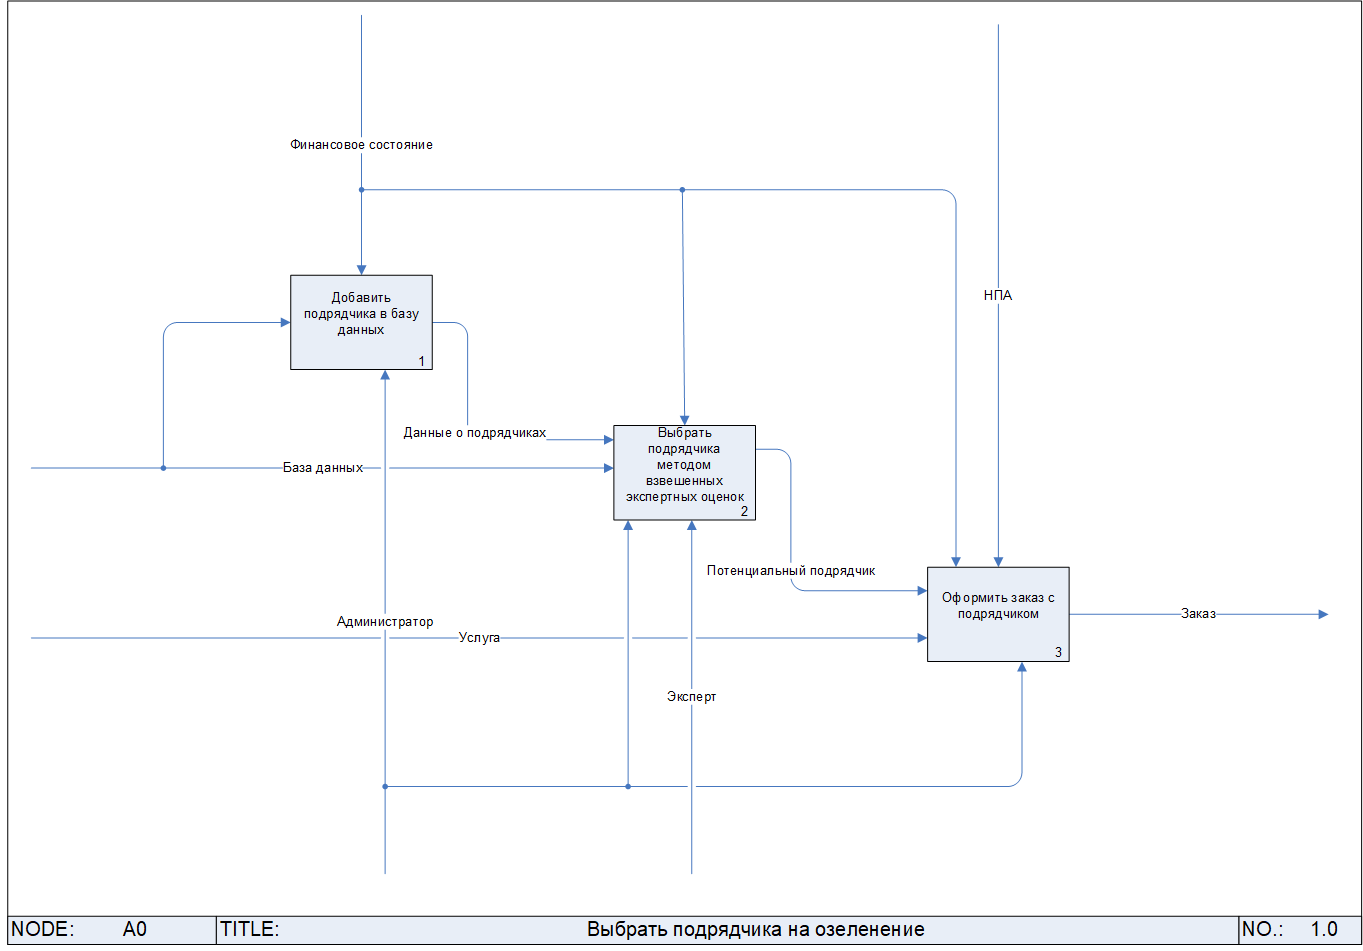 Финансовое состояние
НПА
Добавить
подрядчика в базу
данных
1
Данные о подрядчиках
База данных
Выбрать
подрядчика
методом
взвешенных
экспертных оценок
2
Потенциальный подрядчик
Оформить заказ с
подрядчиком
3
Заказ
Администратор
Услуга
Эксперт
NODE: A0 TITLE: Выбрать подрядчика на озеленение NO.: 1.0